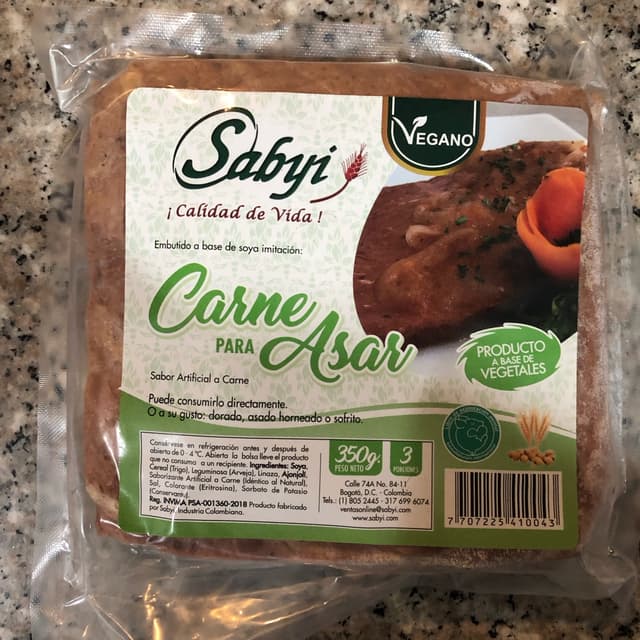 Sabyi
¡ Calidad de Vida !
VEGANO
Embutido a base de soya imitación:
Carne
PARA Asar
PRODUCTO
A BASE DE
VEGETALES
Sabor Artificial a Carne
Puede consumirlo directamente.
O a su gusto: dorado, asado horneado o sofrito.
Consérvese en refrigeración antes y después de
abierto de 0 - 4 °C. Abierta la bolsa lleve el producto
que no consuma a un recipiente. Ingredientes: Soya,
Cereal (Trigo), Leguminosa (Arveja), Linaza, Ajonjolí,
Saborizante Artificial a Carne (Idéntico al Natural),
Sal, Colorante (Eritrosina), Sorbato de Potasio
(Conservante).
Reg. INVIMA PSA-001360-2018 Producto fabricado
por Sabyi Industria Colombiana.
350g.
PESO NETO
3
PORCIONES
Calle 74A No. 84-11
Bogotá, D.C. - Colombia
Tels.: (1) 805 2445 - 317 699 6074
ventasonline@sabyi.com
www.sabyi.com
7 707225 410043